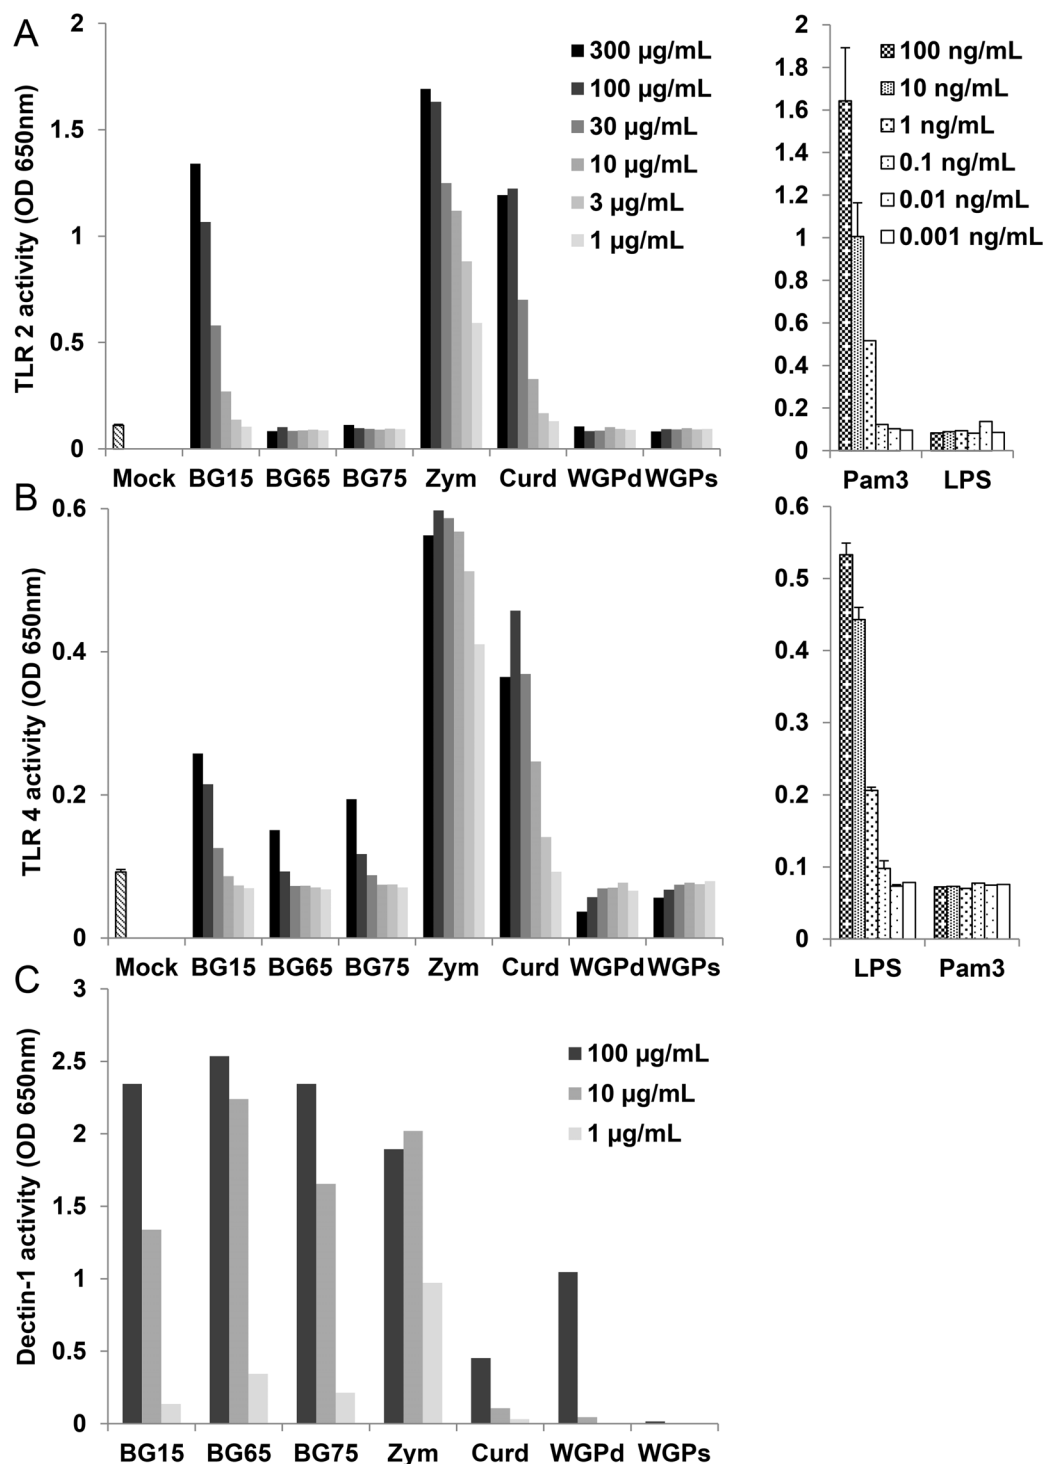 A
TLR 2 activity (OD 650nm)
2
1.5
1
0.5
0
300 µg/mL
100 µg/mL
30 µg/mL
10 µg/mL
3 µg/mL
1 µg/mL
Mock BG15 BG65 BG75 Zym Curd WGPd WGPs
2
1.8
1.6
1.4
1.2
1
0.8
0.6
0.4
0.2
0
100 ng/mL
10 ng/mL
1 ng/mL
0.1 ng/mL
0.01 ng/mL
0.001 ng/mL
Pam3 LPS
B
TLR 4 activity (OD 650nm)
0.6
0.4
0.2
0
Mock BG15 BG65 BG75 Zym Curd WGPd WGPs
0.6
0.5
0.4
0.3
0.2
0.1
0
LPS Pam3
C
Dectin-1 activity (OD 650nm)
3
2.5
2
1.5
1
0.5
0
100 µg/mL
10 µg/mL
1 µg/mL
BG15 BG65 BG75 Zym Curd WGPd WGPs